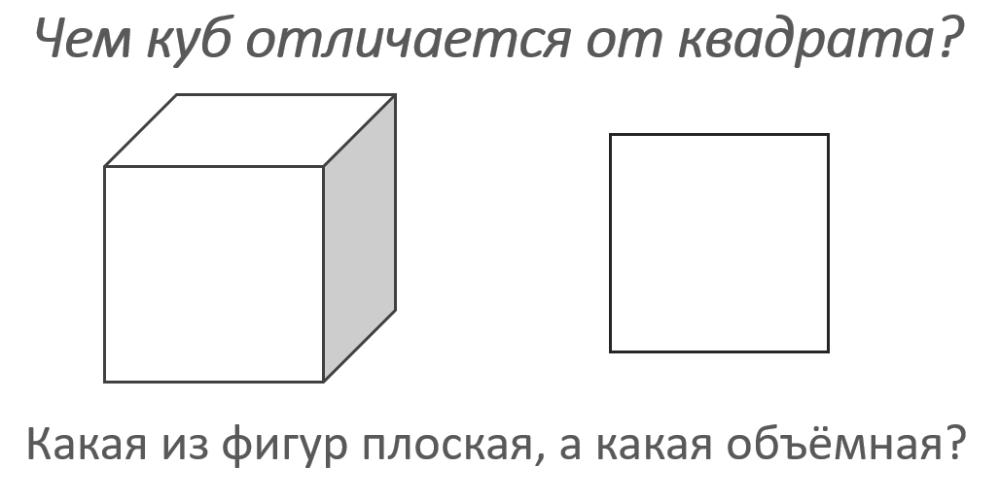 Чем куб отличается от квадрата?
Какая из фигур плоская, а какая объёмная?